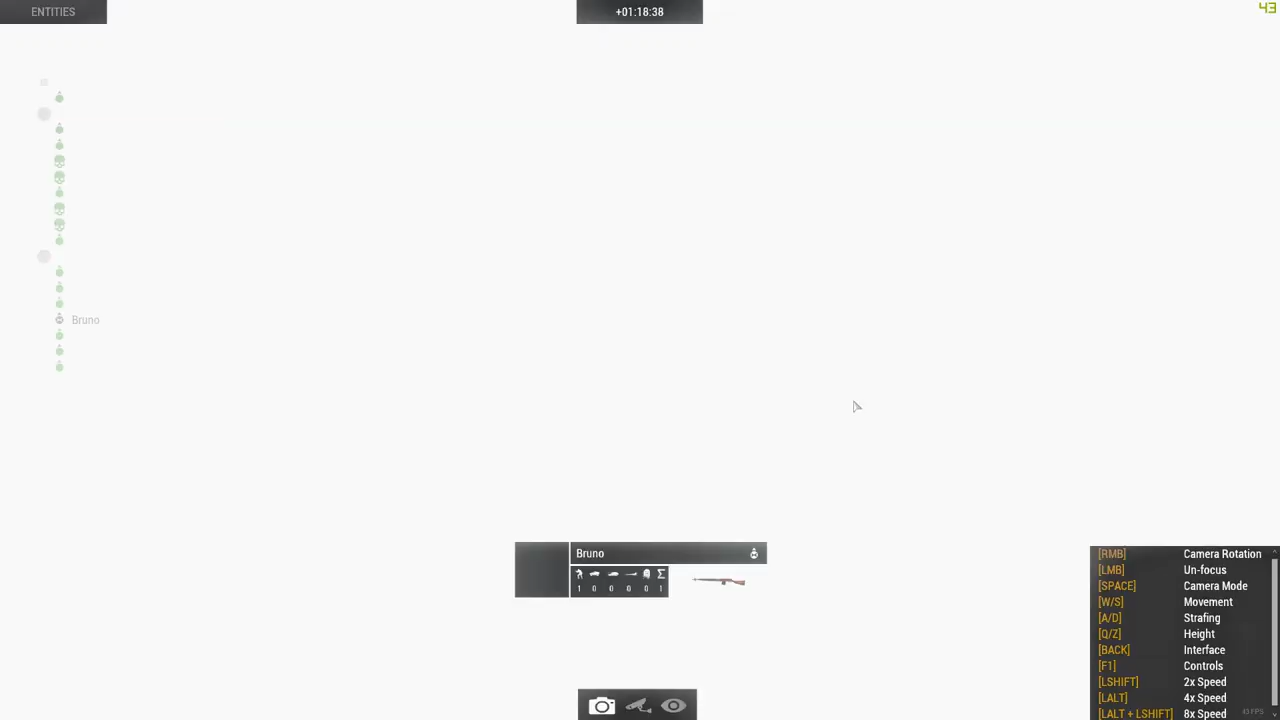 ENTITIES
+01:18:38
43
Bruno
Bruno
1 0 0 0 0 1
[RMB] Camera Rotation
[LMB] Un-focus
[SPACE] Camera Mode
[W/S] Movement
[A/D] Strafing
[Q/Z] Height
[BACK] Interface
[F1] Controls
[LSHIFT] 2x Speed
[LALT] 4x Speed
[LALT + LSHIFT] 8x Speed
43 FPS